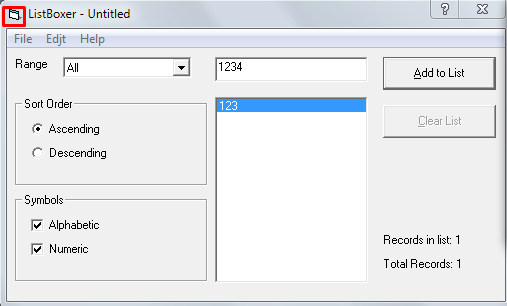 ListBoxer - Untitled
File Edjt Help
Range All 1234 Add to List
Sort Order 123
Ascending Clear List
Descending
Symbols
Alphabetic
Numeric
Records in list: 1
Total Records: 1